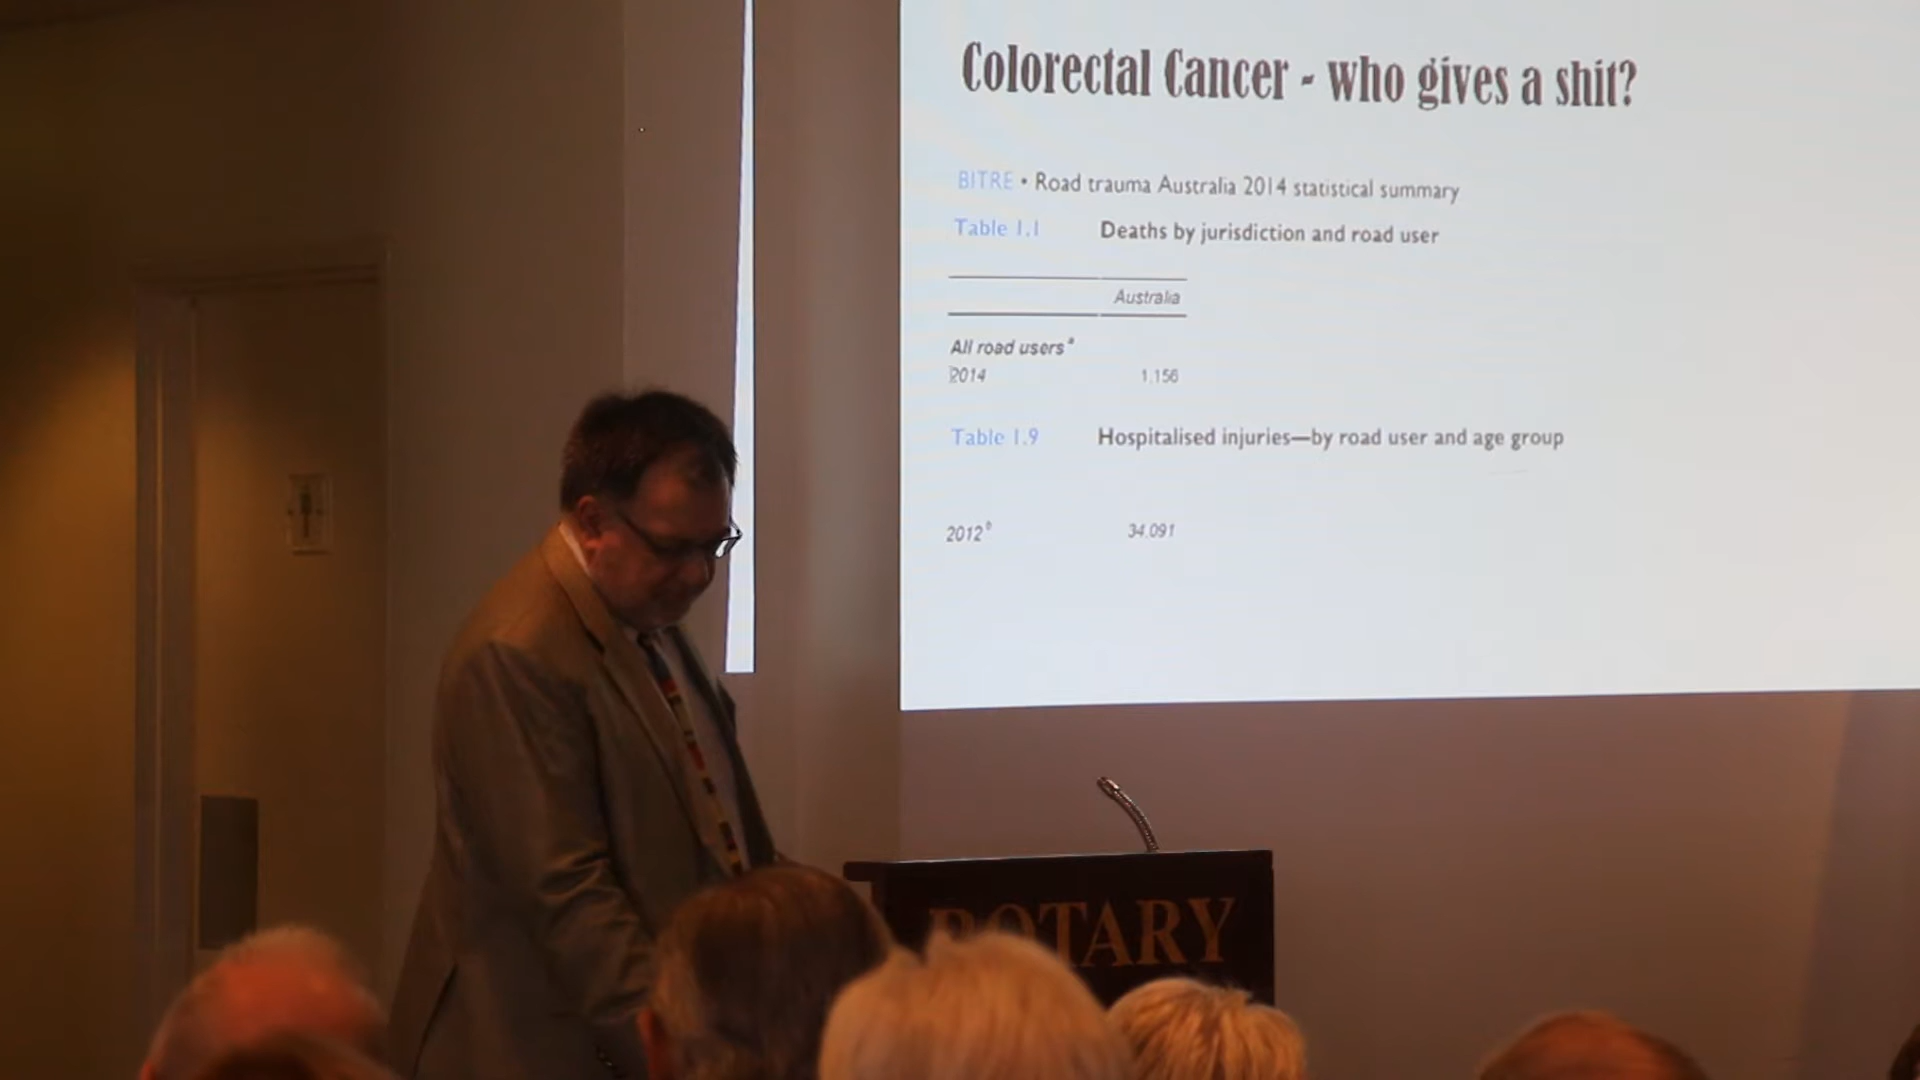 Colorectal Cancer - who gives a shit?
BITRE • Road trauma Australia 2014 statistical summary
Table 1.1 Deaths by jurisdiction and road user
Australia
All road users a
2014 1,156
Table 1.9 Hospitalised injuries—by road user and age group
2012 b 34,091
ROTARY